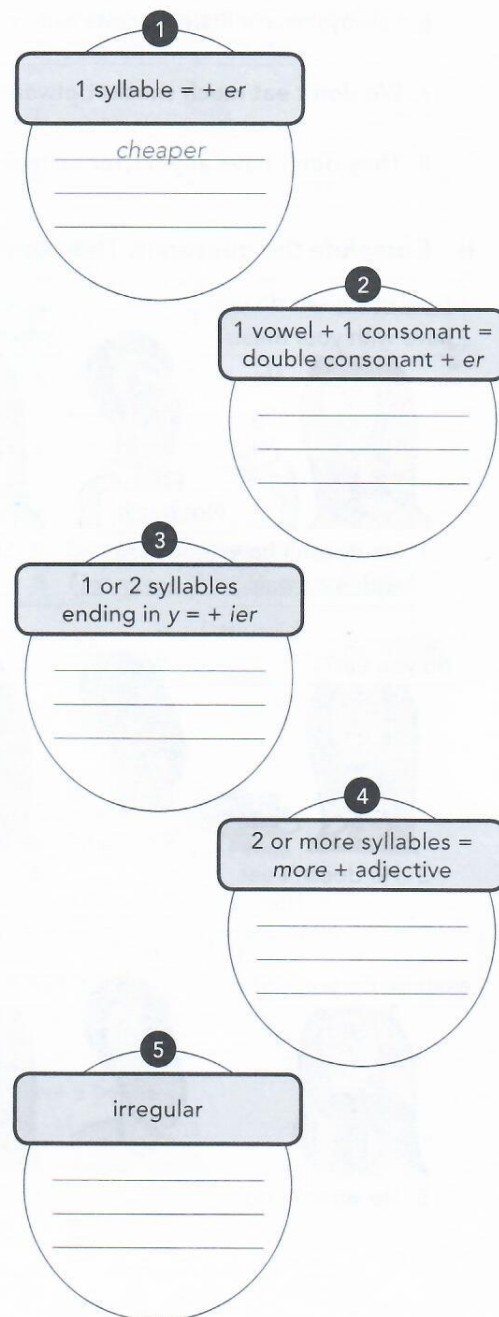 1
1 syllable = + er
cheaper
2
1 vowel + 1 consonant =
double consonant + er
3
1 or 2 syllables
ending in y = + ier
4
2 or more syllables =
more + adjective
5
irregular